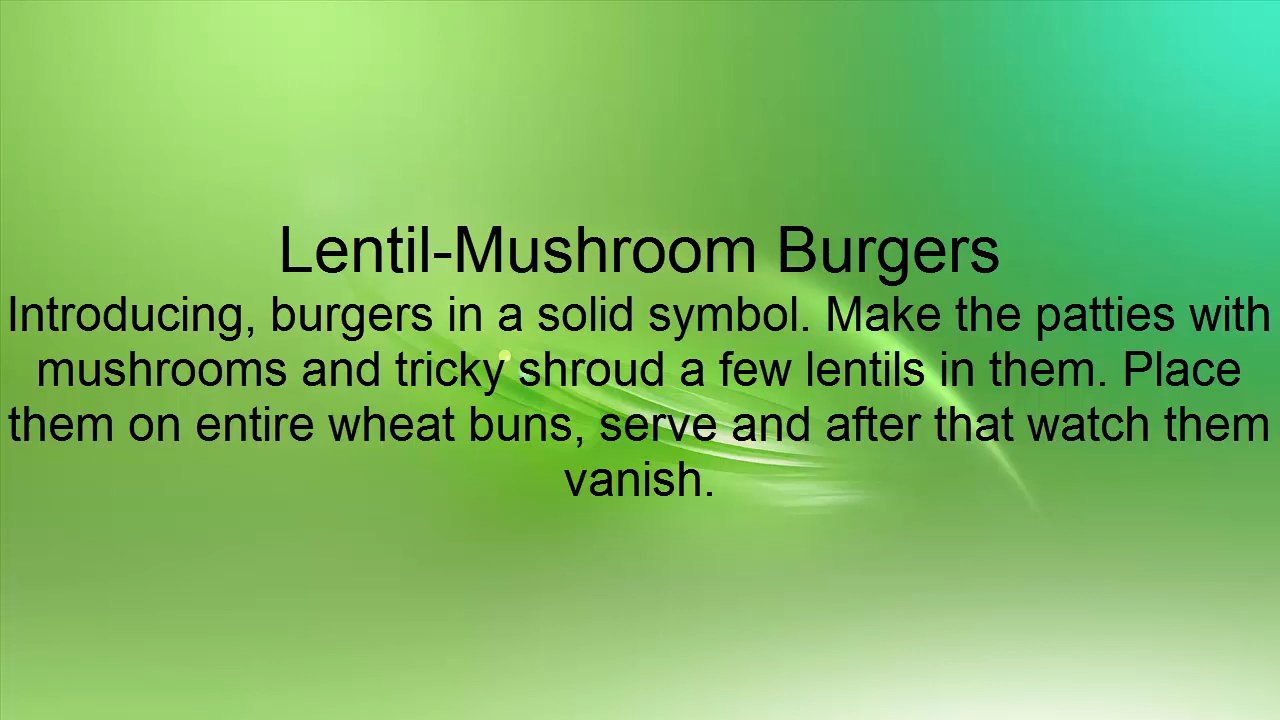 Lentil-Mushroom Burgers
Introducing, burgers in a solid symbol. Make the patties with
mushrooms and tricky shroud a few lentils in them. Place
them on entire wheat buns, serve and after that watch them
vanish.